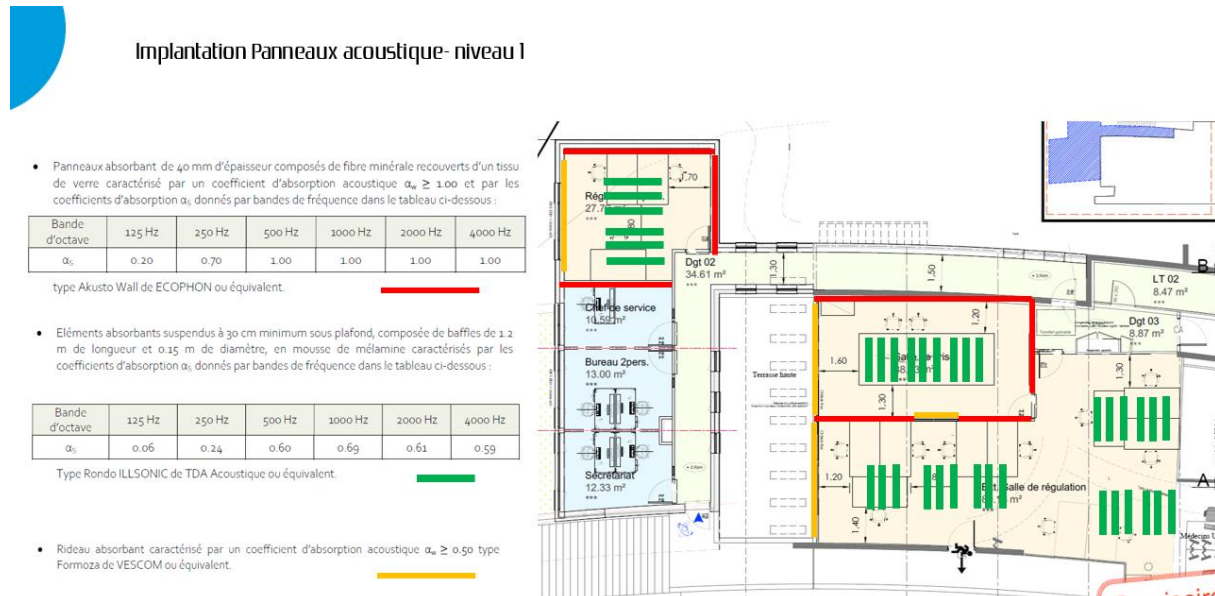 Implantation Panneaux acoustique- niveau 1
• Panneaux absorbant de 40 mm d'épaisseur composés de fibre minérale recouverts d'un tissu
de verre caractérisé par un coefficient d'absorption acoustique αw ≥ 1.00 et par les
coefficients d'absorption αS donnés par bandes de fréquence dans le tableau ci-dessous :
Bande d'octave 125 Hz 250 Hz 500 Hz 1000 Hz 2000 Hz 4000 Hz
αS 0.20 0.70 1.00 1.00 1.00 1.00
type Akusto Wall de ECOPHON ou équivalent.
• Eléments absorbants suspendus à 30 cm minimum sous plafond, composée de baffles de 1.2
m de longueur et 0.15 m de diamètre, en mousse de mélamine caractérisés par les
coefficients d'absorption αS donnés par bandes de fréquence dans le tableau ci-dessous :
Bande d'octave 125 Hz 250 Hz 500 Hz 1000 Hz 2000 Hz 4000 Hz
αS 0.06 0.24 0.60 0.69 0.61 0.59
Type Rondo ILLSONIC de TDA Acoustique ou équivalent.
• Rideau absorbant caractérisé par un coefficient d'absorption acoustique αw ≥ 0.50 type
Formoza de VESCOM ou équivalent.
1.70
Dgt 02
34.61 m²
***
1,30
1,50
B
LT 02
8.47 m²
***
Chef de service
10.59 m²
***
1,20
Dgt 03
8.87 m²
***
Bureau 2pers.
13.00 m²
***
1.60
Terrasse haute
1,30
1,30
Secrétariat
12.33 m²
***
1.20
Ext. Salle de régulation
1.40
A